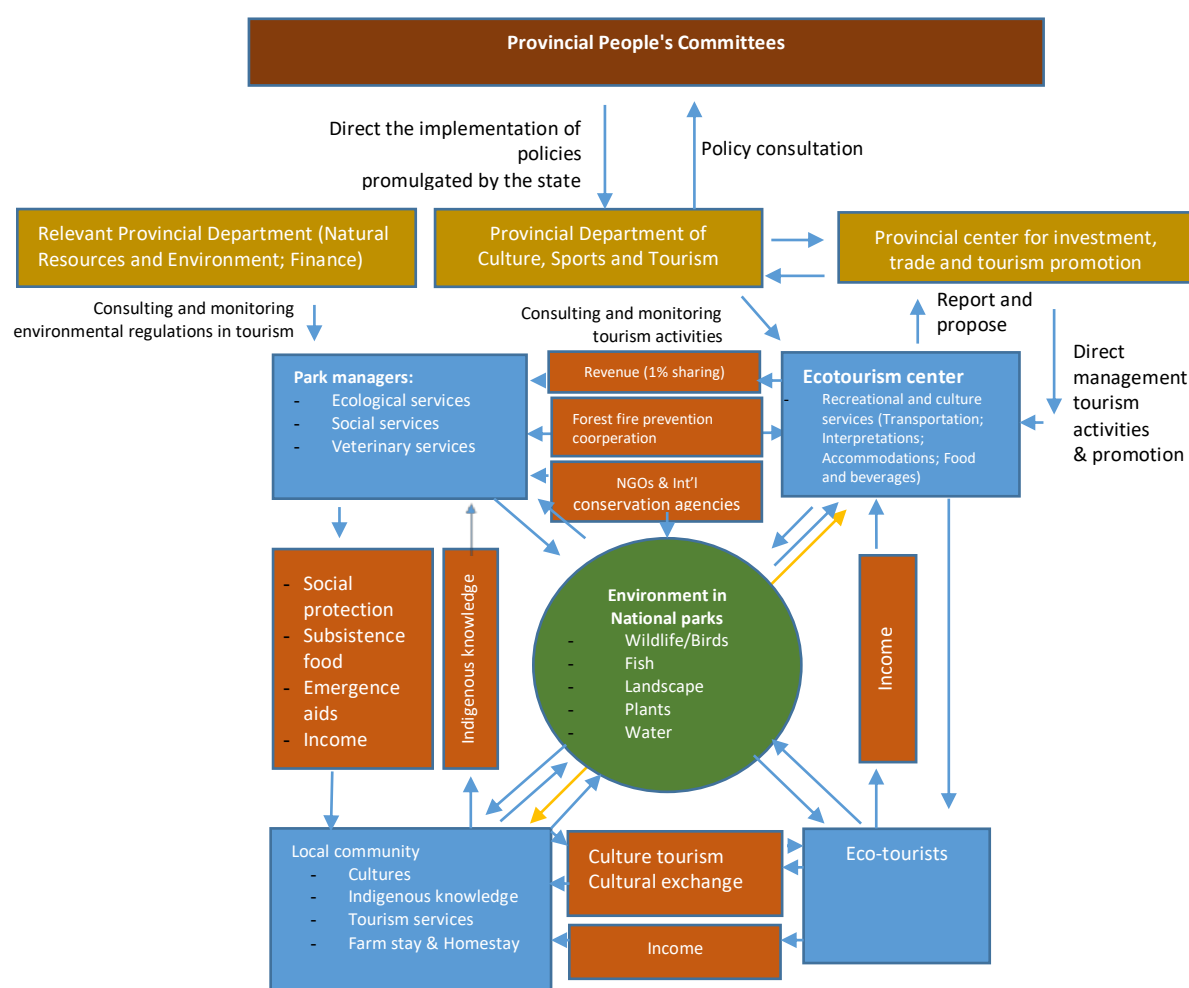 Provincial People's Committees
Direct the implementation of
policies
promulgated by the state
Policy consultation
Relevant Provincial Department (Natural
Resources and Environment; Finance)
Provincial Department of
Culture, Sports and Tourism
Provincial center for investment,
trade and tourism promotion
Consulting and monitoring
environmental regulations in tourism
Consulting and monitoring
tourism activities
Report and
propose
Direct
management
tourism
activities
& promotion
Park managers:
- Ecological services
- Social services
- Veterinary services
Revenue (1% sharing)
Forest fire prevention
coorperation
NGOs & Int'l
conservation agencies
Ecotourism center
- Recreational and culture
services (Transportation;
Interpretations;
Accommodations; Food
and beverages)
- Social
protection
- Subsistence
food
- Emergence
aids
- Income
Indigenous knowledge
Environment in
National parks
- Wildlife/Birds
- Fish
- Landscape
- Plants
- Water
Income
Local community
- Cultures
- Indigenous knowledge
- Tourism services
- Farm stay & Homestay
Culture tourism
Cultural exchange
Income
Eco-tourists